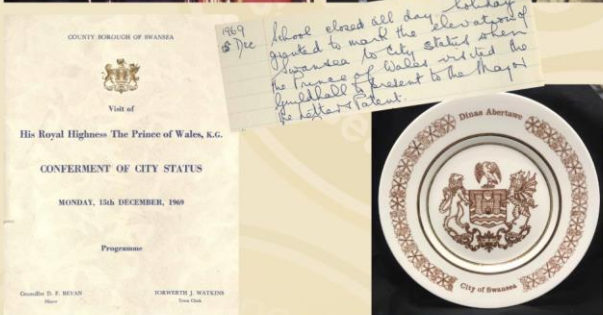 COUNTY BOROUGH OF SWANSEA
Visit of
His Royal Highness The Prince of Wales, K.G.
CONFERMENT OF CITY STATUS
MONDAY, 15th DECEMBER, 1969
Programme
Councillor D. F. BEVAN
Mayor
IORWERTH J. WATKINS
Town Clerk
1969
Dec
School closed all day. Holiday
granted to mark the elevation of
Swansea to City Status when
the Prince of Wales visited the
Guildhall to present to the Mayor
the Letters Patent.
Dinas Abertawe
City of Swansea